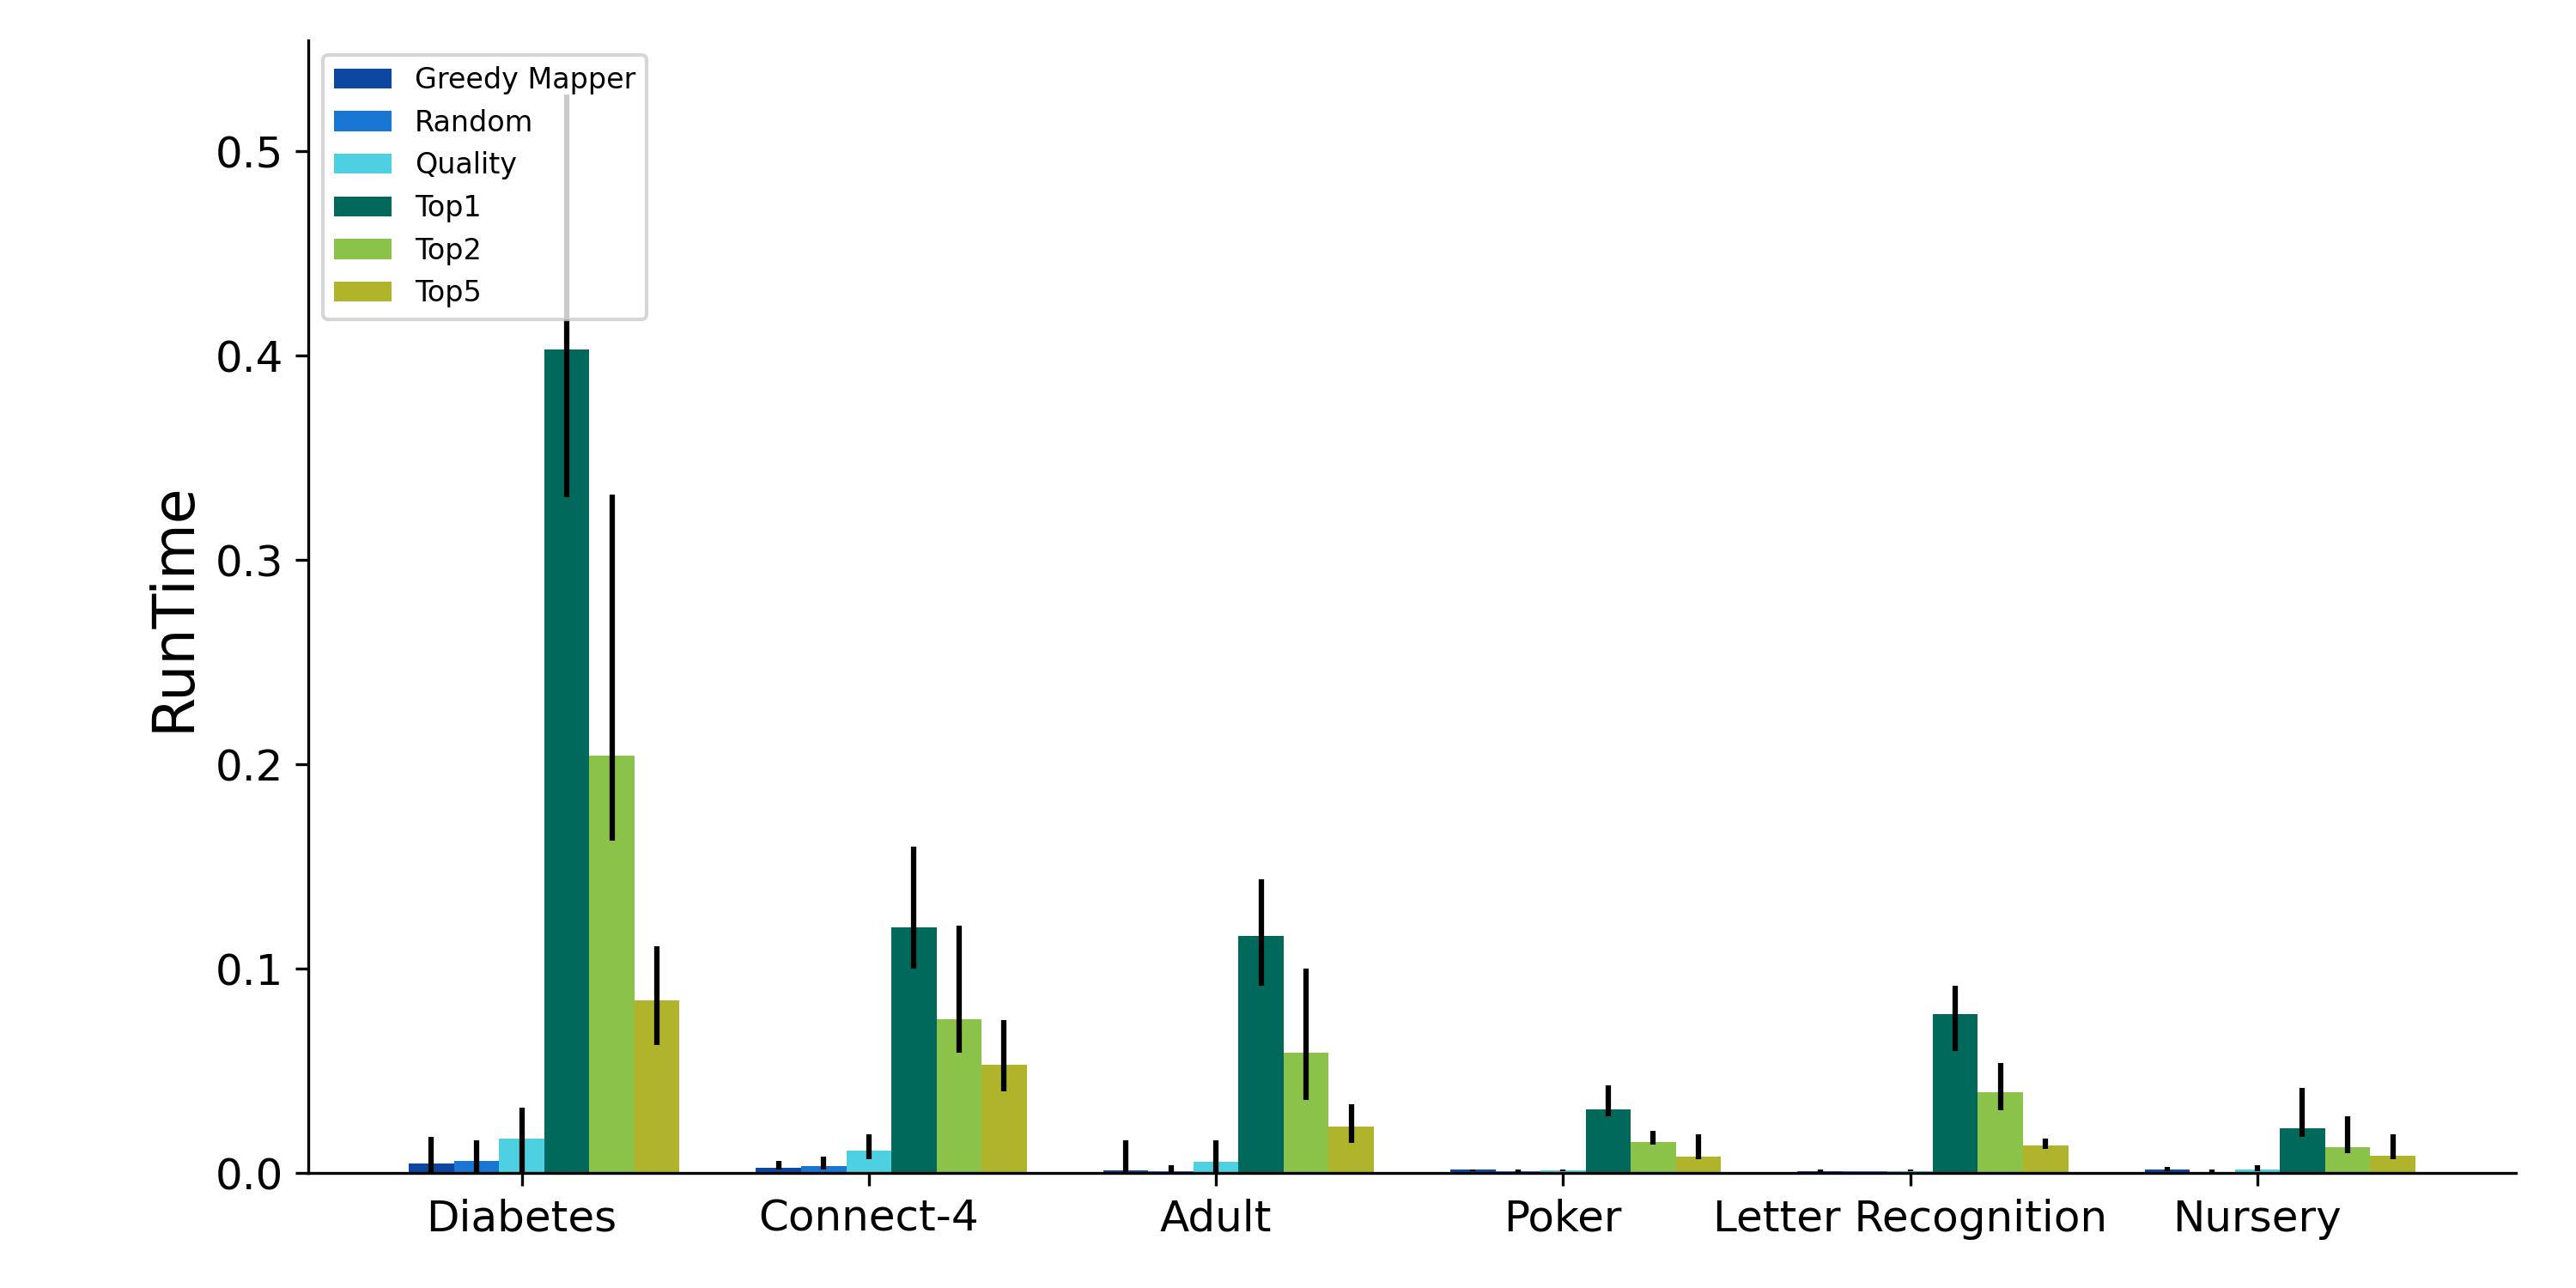 Greedy Mapper
Random
Quality
Top1
Top2
Top5
RunTime
0.5
0.4
0.3
0.2
0.1
0.0
Diabetes Connect-4 Adult Poker Letter Recognition Nursery